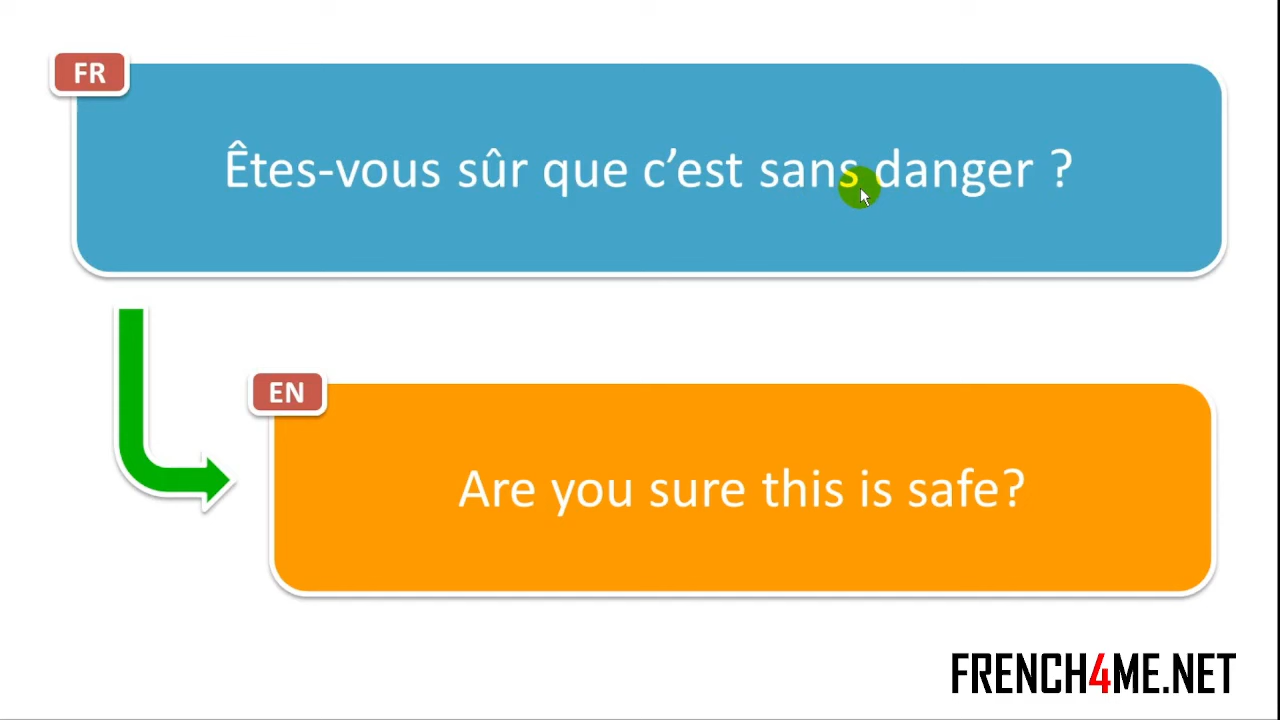 FR
Êtes-vous sûr que c’est sans danger ?
EN
Are you sure this is safe?
FRENCH4ME.NET